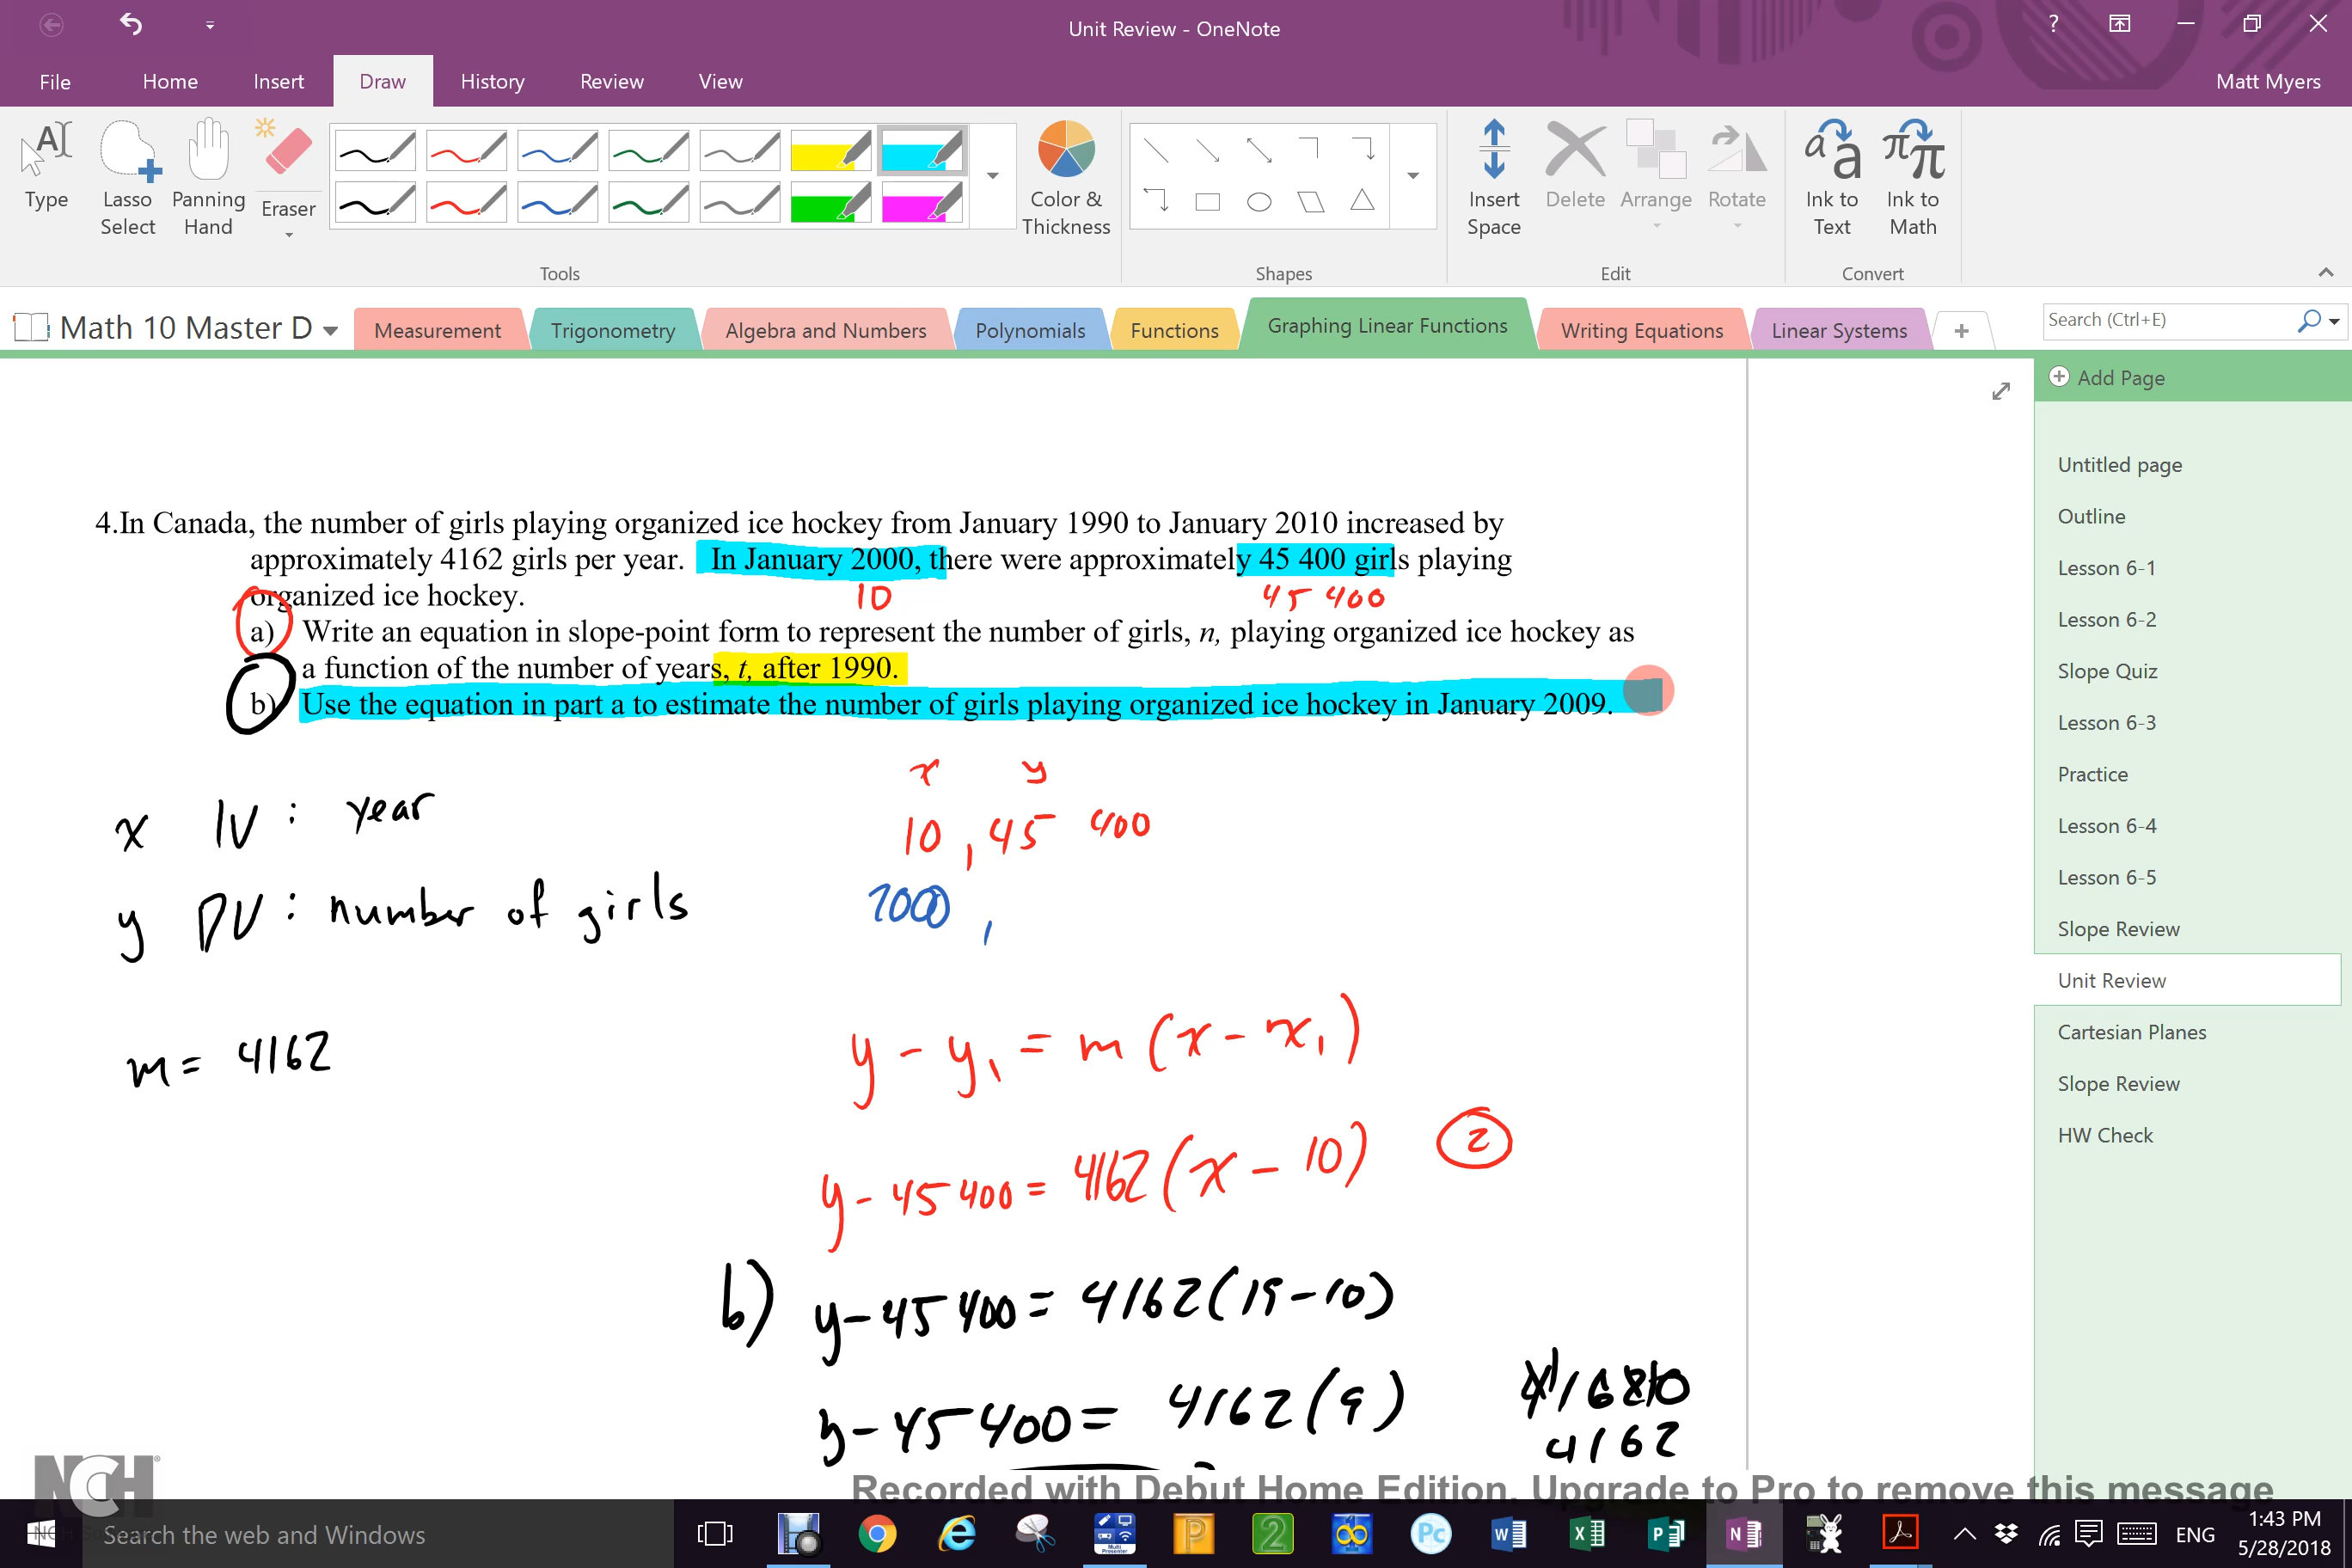 Unit Review - OneNote
?
File Home Insert Draw History Review View
Matt Myers
Type
Lasso Select
Panning Hand
Eraser
Color & Thickness
Insert Space
Delete
Arrange
Rotate
Ink to Text
Ink to Math
Tools
Shapes
Edit
Convert
Math 10 Master D
Measurement Trigonometry Algebra and Numbers Polynomials Functions Graphing Linear Functions Writing Equations Linear Systems +
Search (Ctrl+E)
Add Page
Untitled page
Outline
Lesson 6-1
Lesson 6-2
Slope Quiz
Lesson 6-3
Practice
Lesson 6-4
Lesson 6-5
Slope Review
Unit Review
Cartesian Planes
Slope Review
HW Check
4.In Canada, the number of girls playing organized ice hockey from January 1990 to January 2010 increased by
approximately 4162 girls per year. In January 2000, there were approximately 45 400 girls playing
organized ice hockey.
10 45 400
a) Write an equation in slope-point form to represent the number of girls, n, playing organized ice hockey as
a function of the number of years, t, after 1990.
b) Use the equation in part a to estimate the number of girls playing organized ice hockey in January 2009.
x y
x IV : year
10 , 45 400
y DV : number of girls
2000 ,
m = 4162
y - y₁ = m (x - x₁)
y - 45 400 = 4162 (x - 10) 2
b) y - 45 400 = 4162 (19 - 10)
y - 45 400 = 4162 (9)
4162
NCH
Recorded with Debut Home Edition. Upgrade to Pro to remove this message
Search the web and Windows
ENG
1:43 PM
5/28/2018